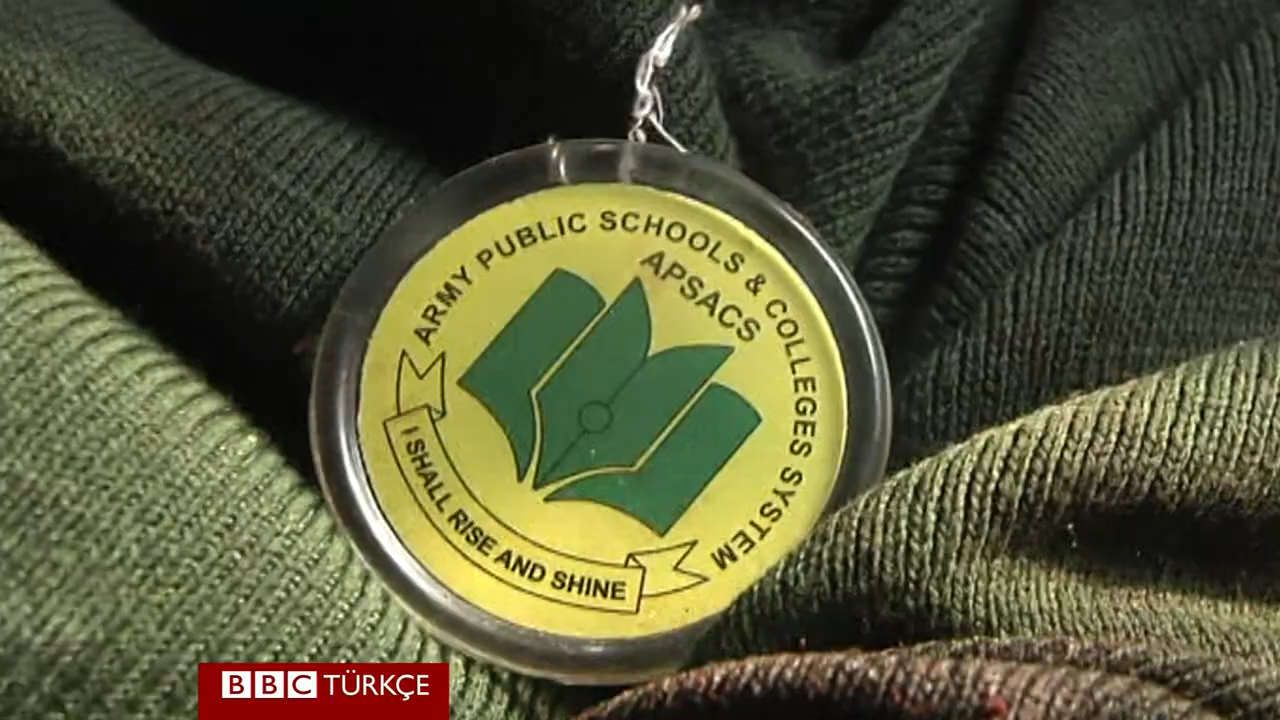 ARMY PUBLIC SCHOOLS & COLLEGES SYSTEM
APSACS
I SHALL RISE AND SHINE
BBC TÜRKÇE